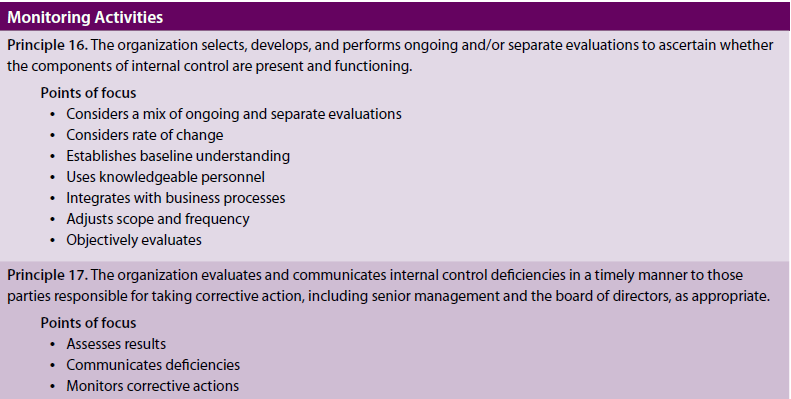 Monitoring Activities
Principle 16. The organization selects, develops, and performs ongoing and/or separate evaluations to ascertain whether
the components of internal control are present and functioning.
Points of focus
• Considers a mix of ongoing and separate evaluations
• Considers rate of change
• Establishes baseline understanding
• Uses knowledgeable personnel
• Integrates with business processes
• Adjusts scope and frequency
• Objectively evaluates
Principle 17. The organization evaluates and communicates internal control deficiencies in a timely manner to those
parties responsible for taking corrective action, including senior management and the board of directors, as appropriate.
Points of focus
• Assesses results
• Communicates deficiencies
• Monitors corrective actions